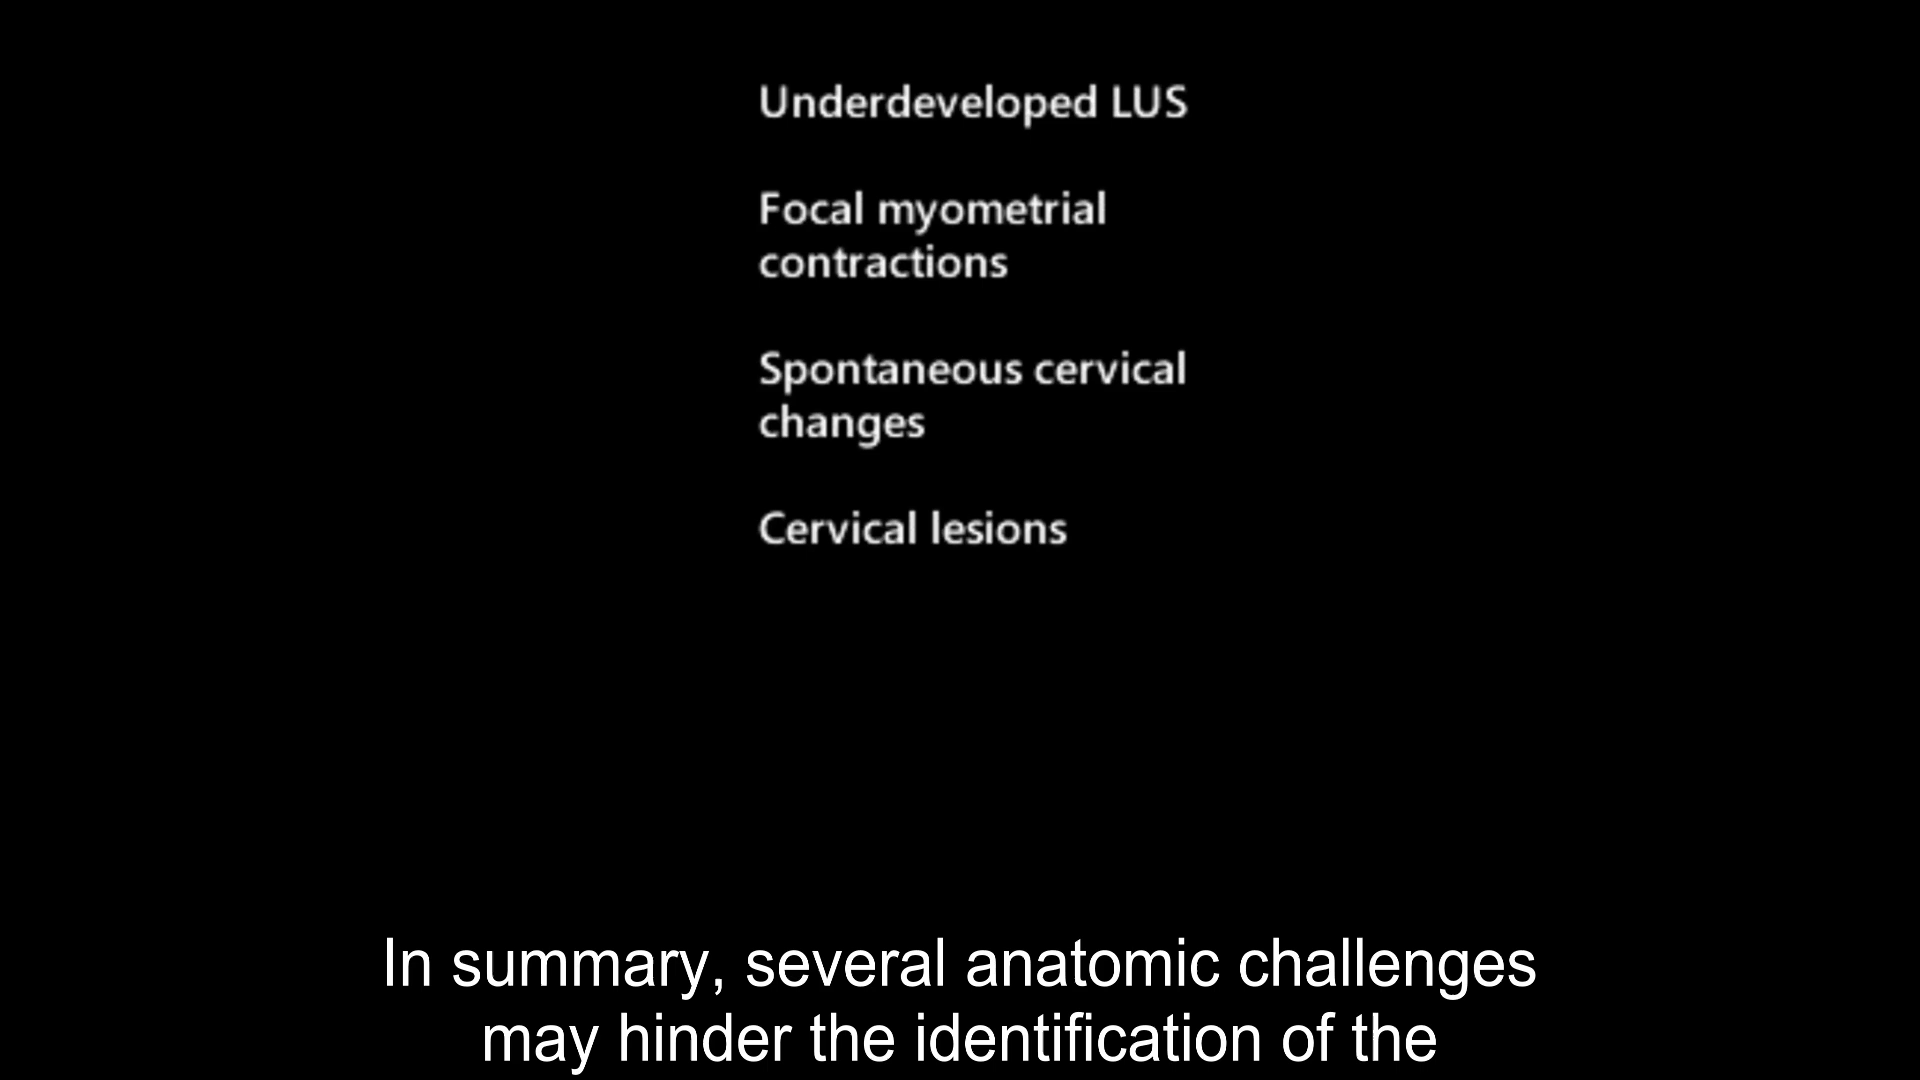 Underdeveloped LUS
Focal myometrial
contractions
Spontaneous cervical
changes
Cervical lesions
In summary, several anatomic challenges
may hinder the identification of the